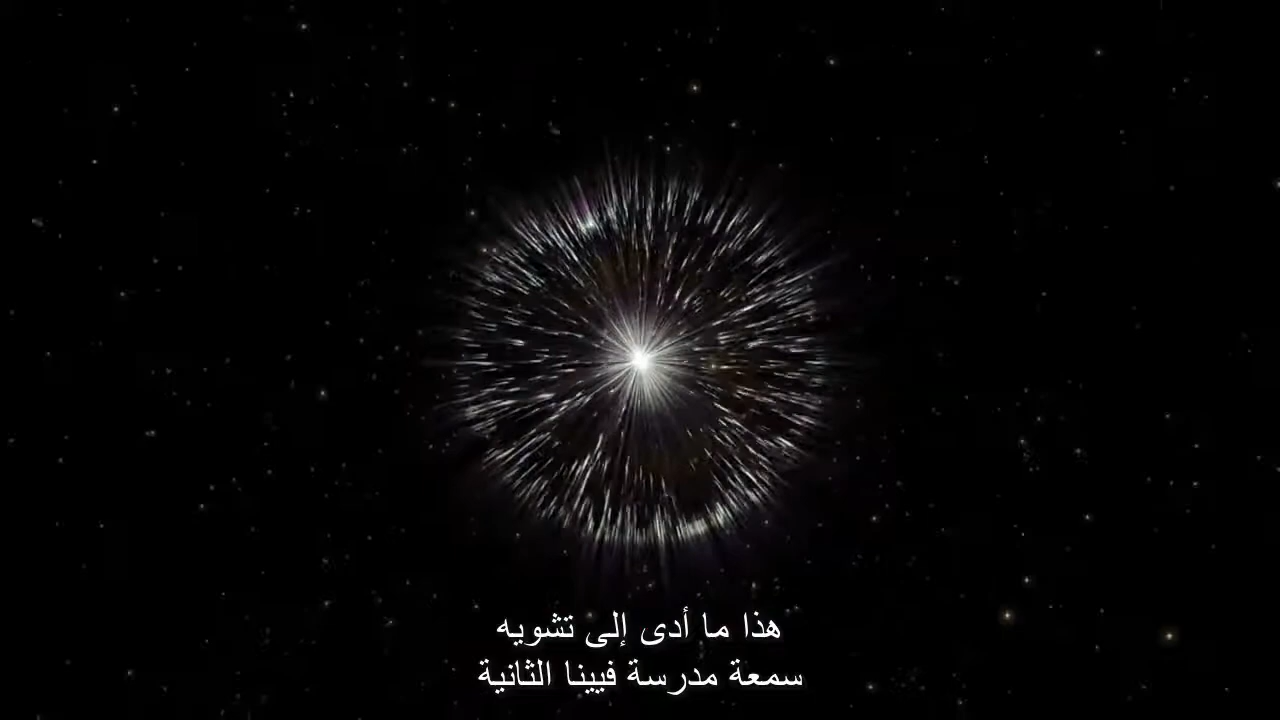 هذا ما أدى إلى تشويه
سمعة مدرسة فيينا الثانية